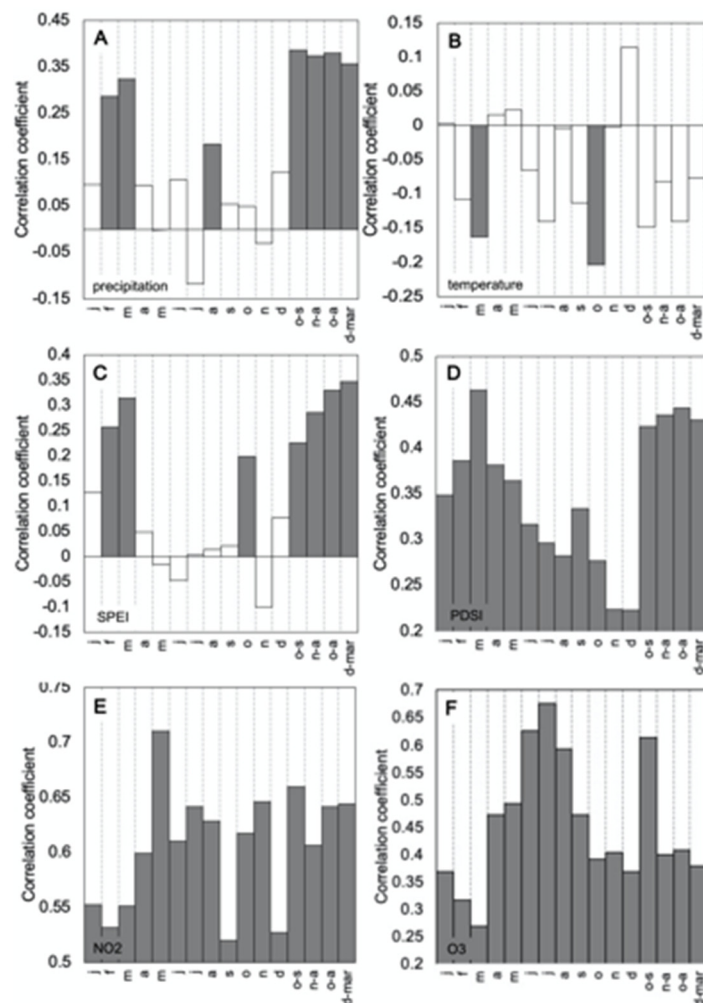 A
Correlation coefficient
0.45
0.35
0.25
0.15
0.05
-0.05
-0.15
precipitation
j f m a m j j a s o n d o-s n-a o-a d-mar
B
Correlation coefficient
0.15
0.1
0.05
0
-0.05
-0.1
-0.15
-0.2
-0.25
temperature
j f m a m j j a s o n d o-s n-a o-a d-mar
C
Correlation coefficient
0.4
0.35
0.3
0.25
0.2
0.15
0.1
0.05
0
-0.05
-0.1
-0.15
SPEI
j f m a m j j a s o n d o-s n-a o-a d-mar
D
Correlation coefficient
0.5
0.45
0.4
0.35
0.3
0.25
0.2
PDSI
j f m a m j j a s o n d o-s n-a o-a d-mar
E
Correlation coefficient
0.75
0.7
0.65
0.6
0.55
0.5
NO2
j f m a m j j a s o n d o-s n-a o-a d-mar
F
Correlation coefficient
0.7
0.65
0.6
0.55
0.5
0.45
0.4
0.35
0.3
0.25
0.2
O3
j f m a m j j a s o n d o-s n-a o-a d-mar